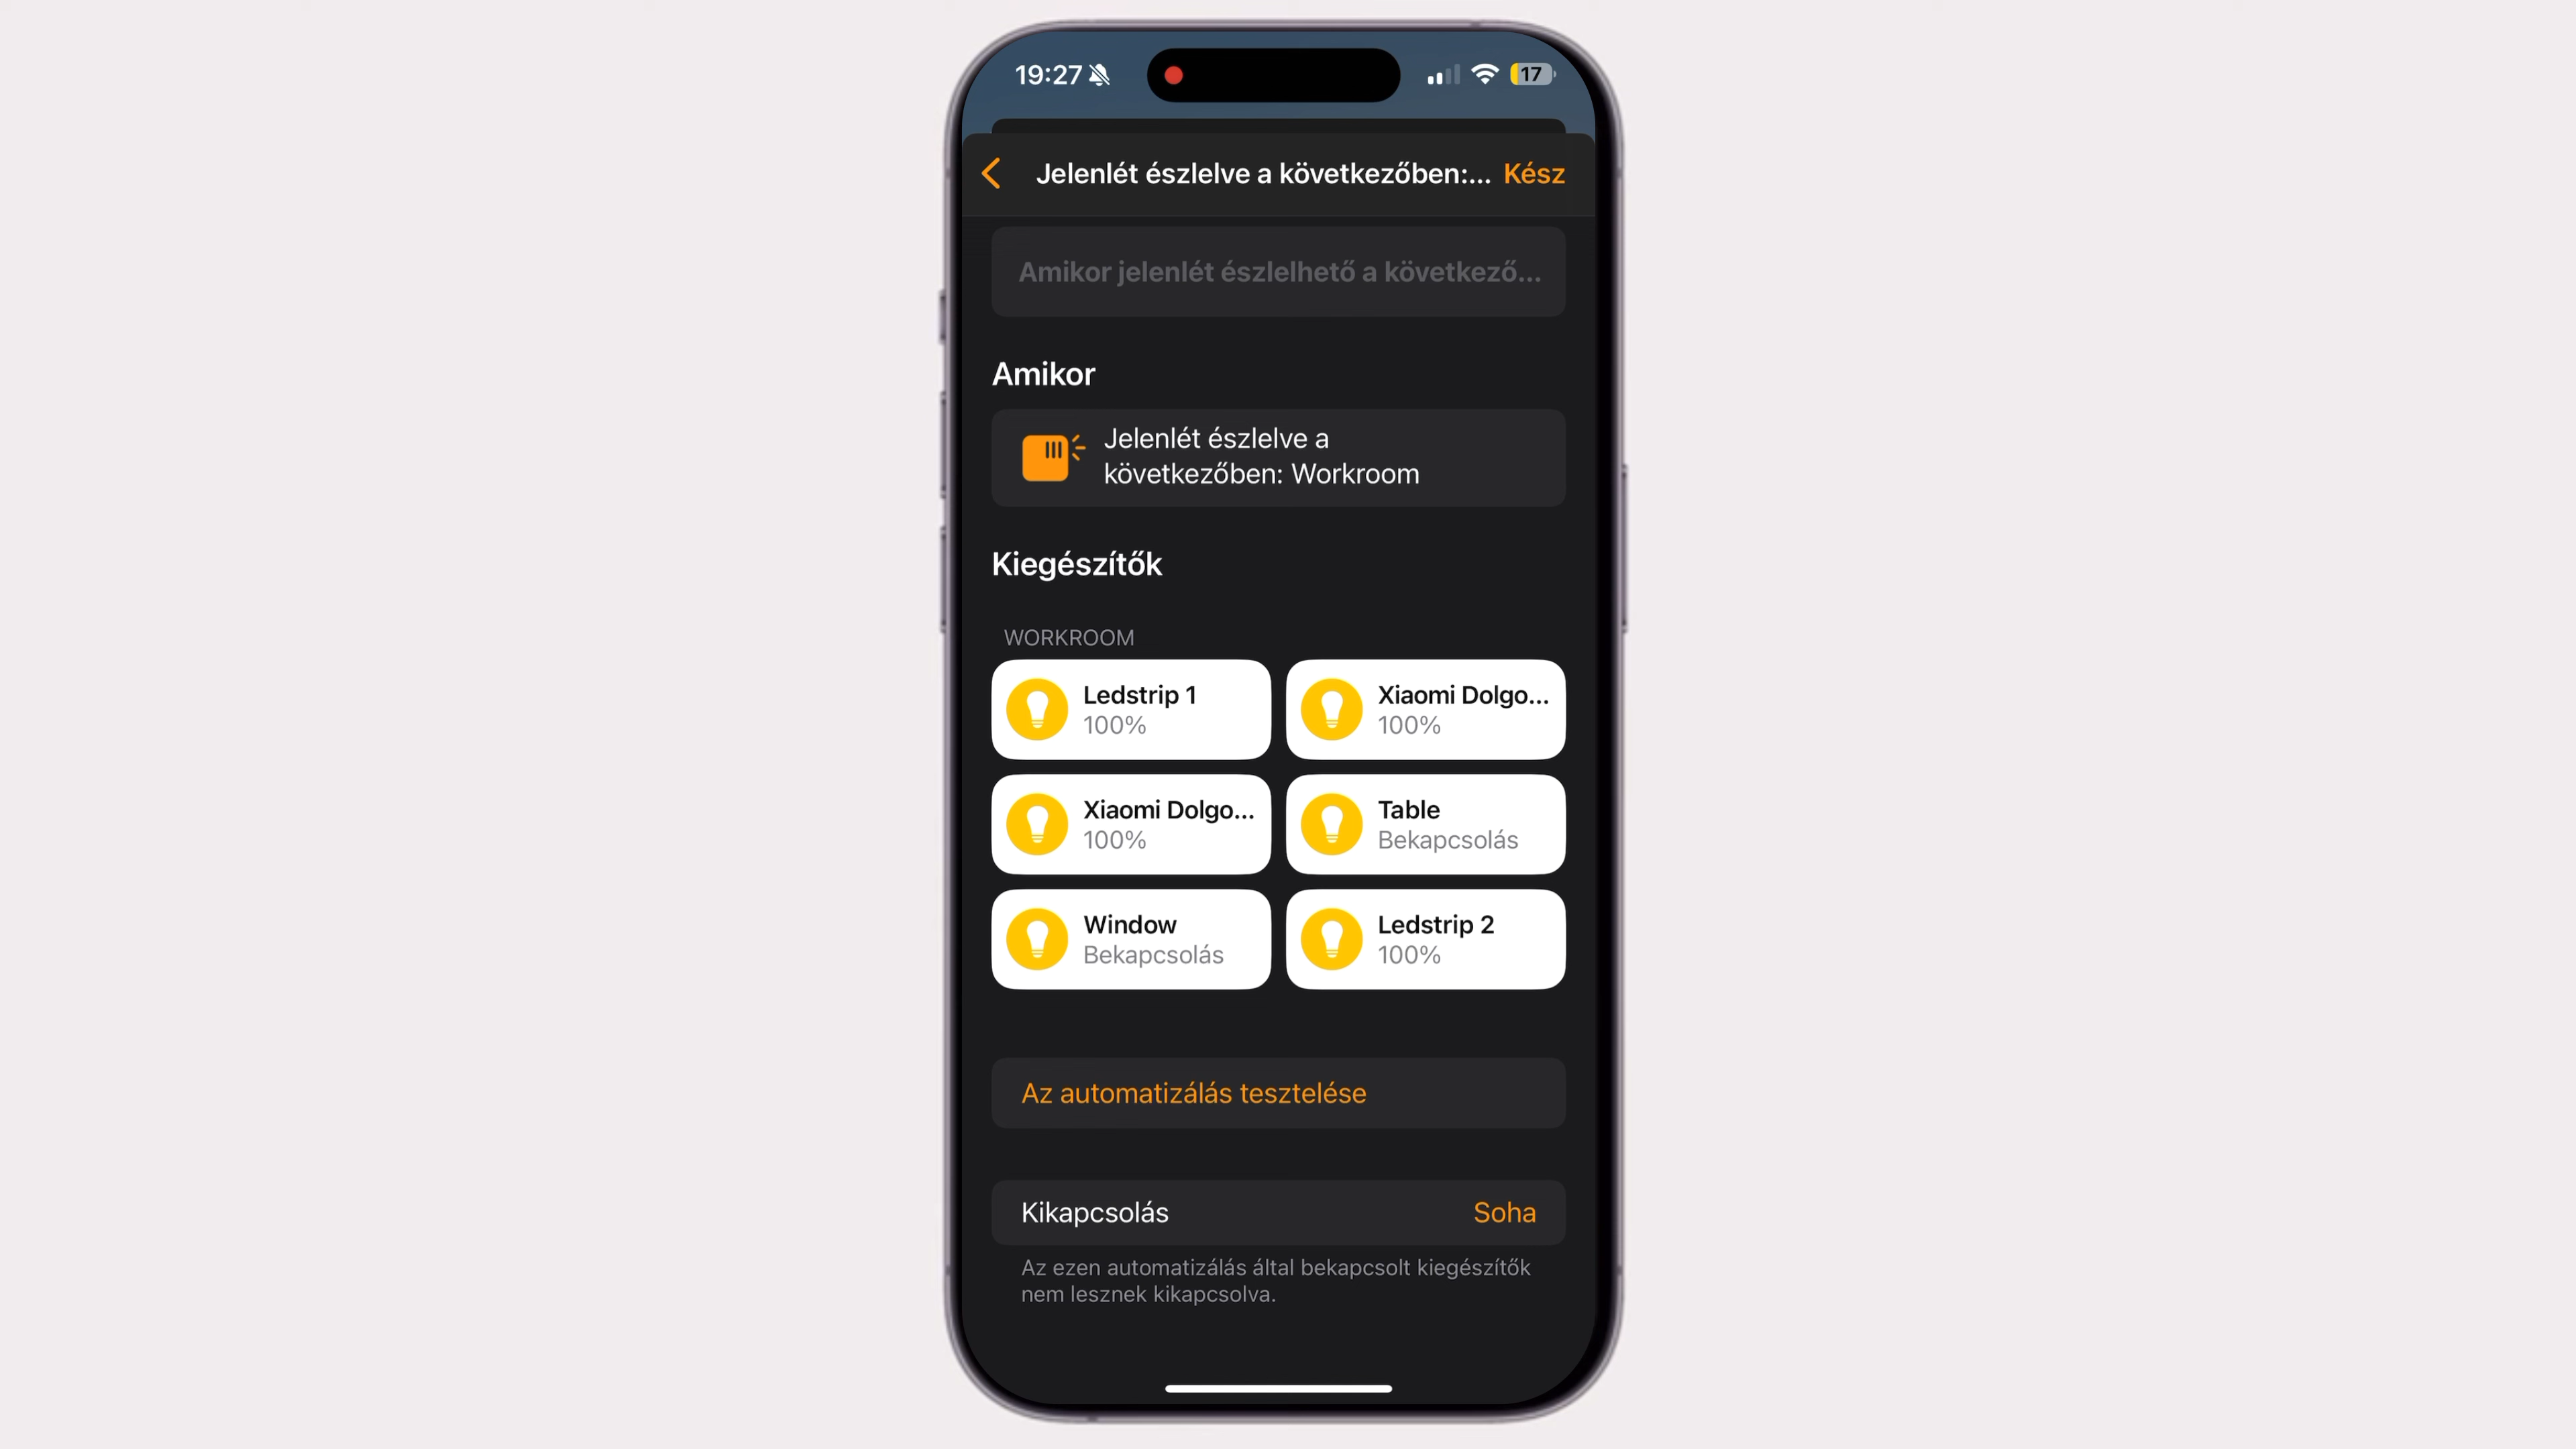 19:27
17
Jelenlét észlelve a következőben:... Kész
Amikor jelenlét észlelhető a következő...
Amikor
Jelenlét észlelve a
következőben: Workroom
Kiegészítők
WORKROOM
Ledstrip 1
100%
Xiaomi Dolgo...
100%
Xiaomi Dolgo...
100%
Table
Bekapcsolás
Window
Bekapcsolás
Ledstrip 2
100%
Az automatizálás tesztelése
Kikapcsolás Soha
Az ezen automatizálás által bekapcsolt kiegészítők
nem lesznek kikapcsolva.